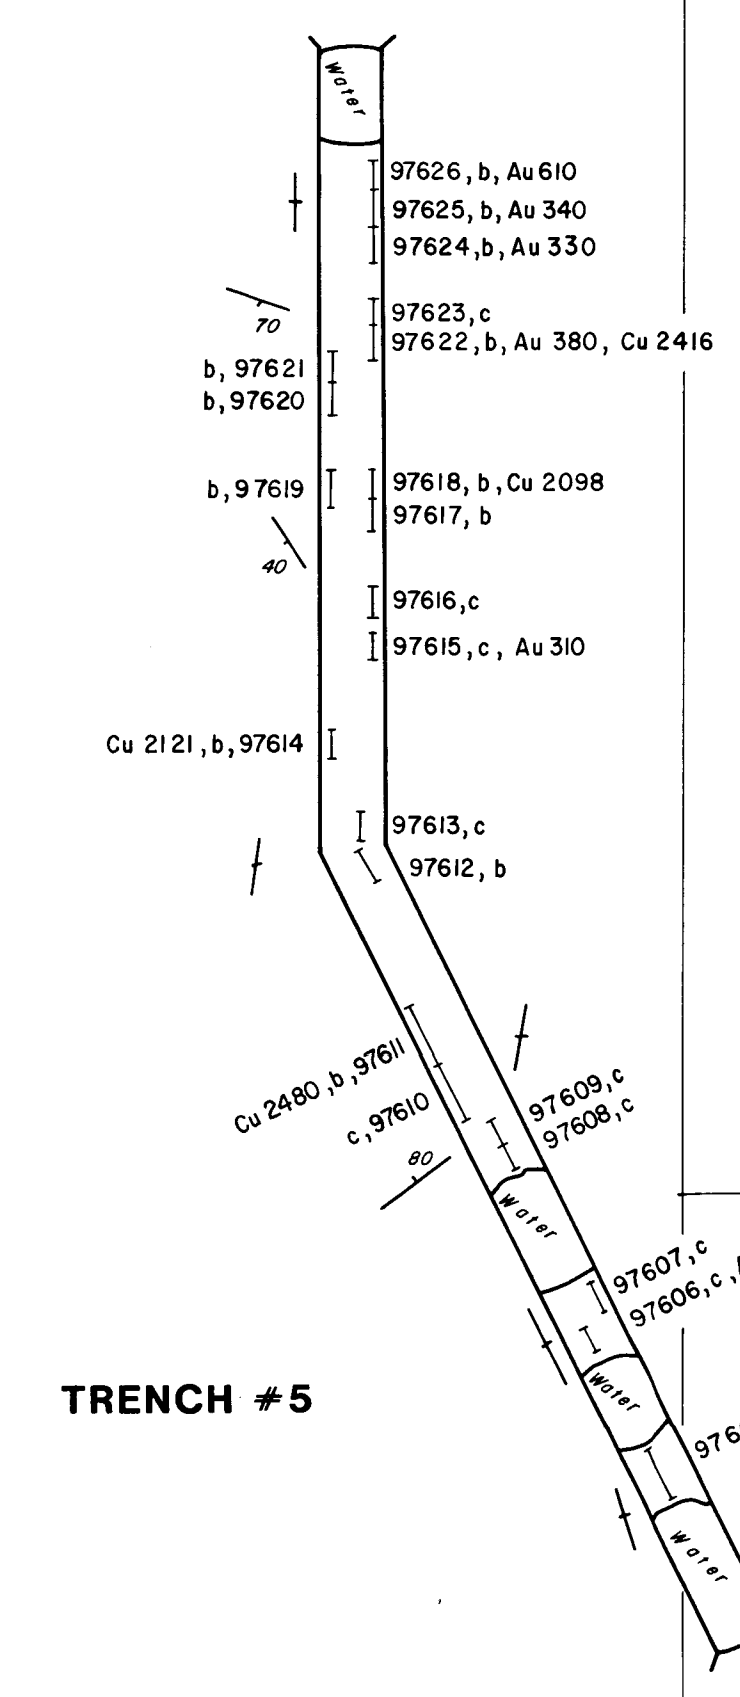 Water
97626, b, Au 610
97625, b, Au 340
97624, b, Au 330
70
97623, c
97622, b, Au 380, Cu 2416
b, 97621
b, 97620
b, 97619
97618, b, Cu 2098
97617, b
40
97616, c
97615, c, Au 310
Cu 2121, b, 97614
97613, c
97612, b
Cu 2480, b, 97611
c, 97610
97609, c
97608, c
80
Water
97607, c
97606, c,
TRENCH #5
Water
976
Water